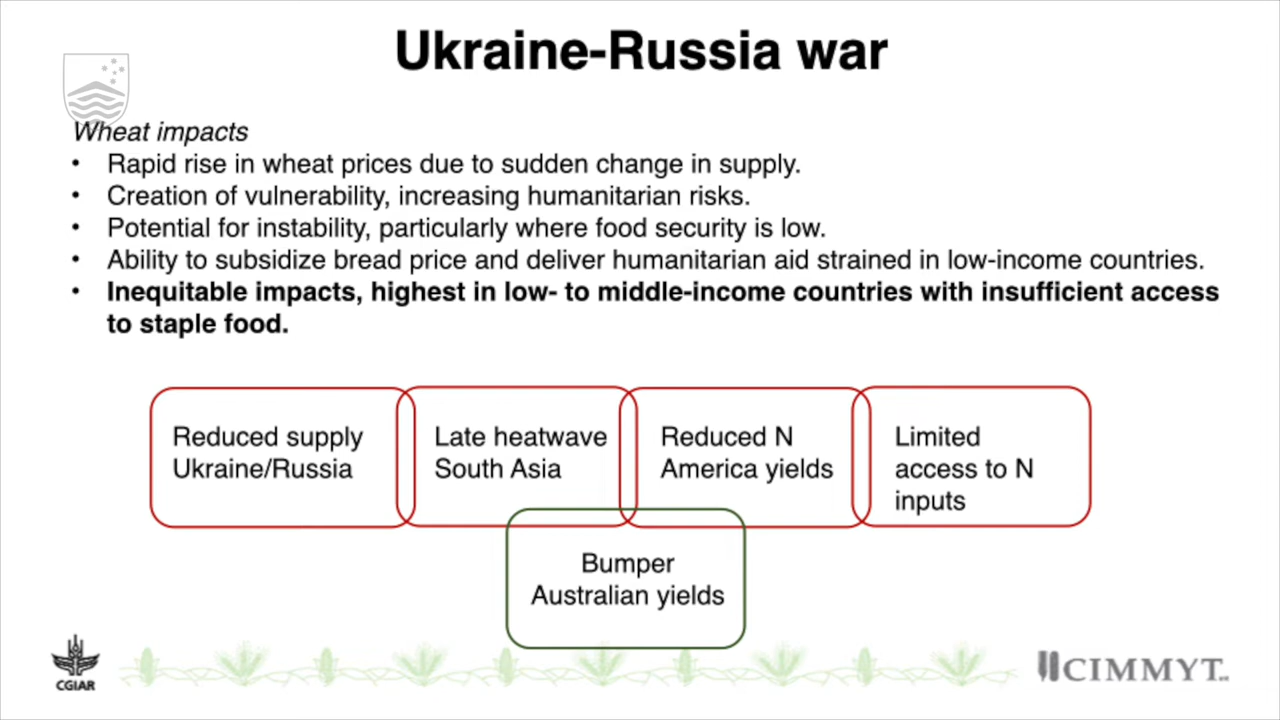 Ukraine-Russia war
Wheat impacts
• Rapid rise in wheat prices due to sudden change in supply.
• Creation of vulnerability, increasing humanitarian risks.
• Potential for instability, particularly where food security is low.
• Ability to subsidize bread price and deliver humanitarian aid strained in low-income countries.
• Inequitable impacts, highest in low- to middle-income countries with insufficient access
to staple food.
Reduced supply
Ukraine/Russia
Late heatwave
South Asia
Reduced N
America yields
Limited
access to N
inputs
Bumper
Australian yields
CGIAR
CIMMYT